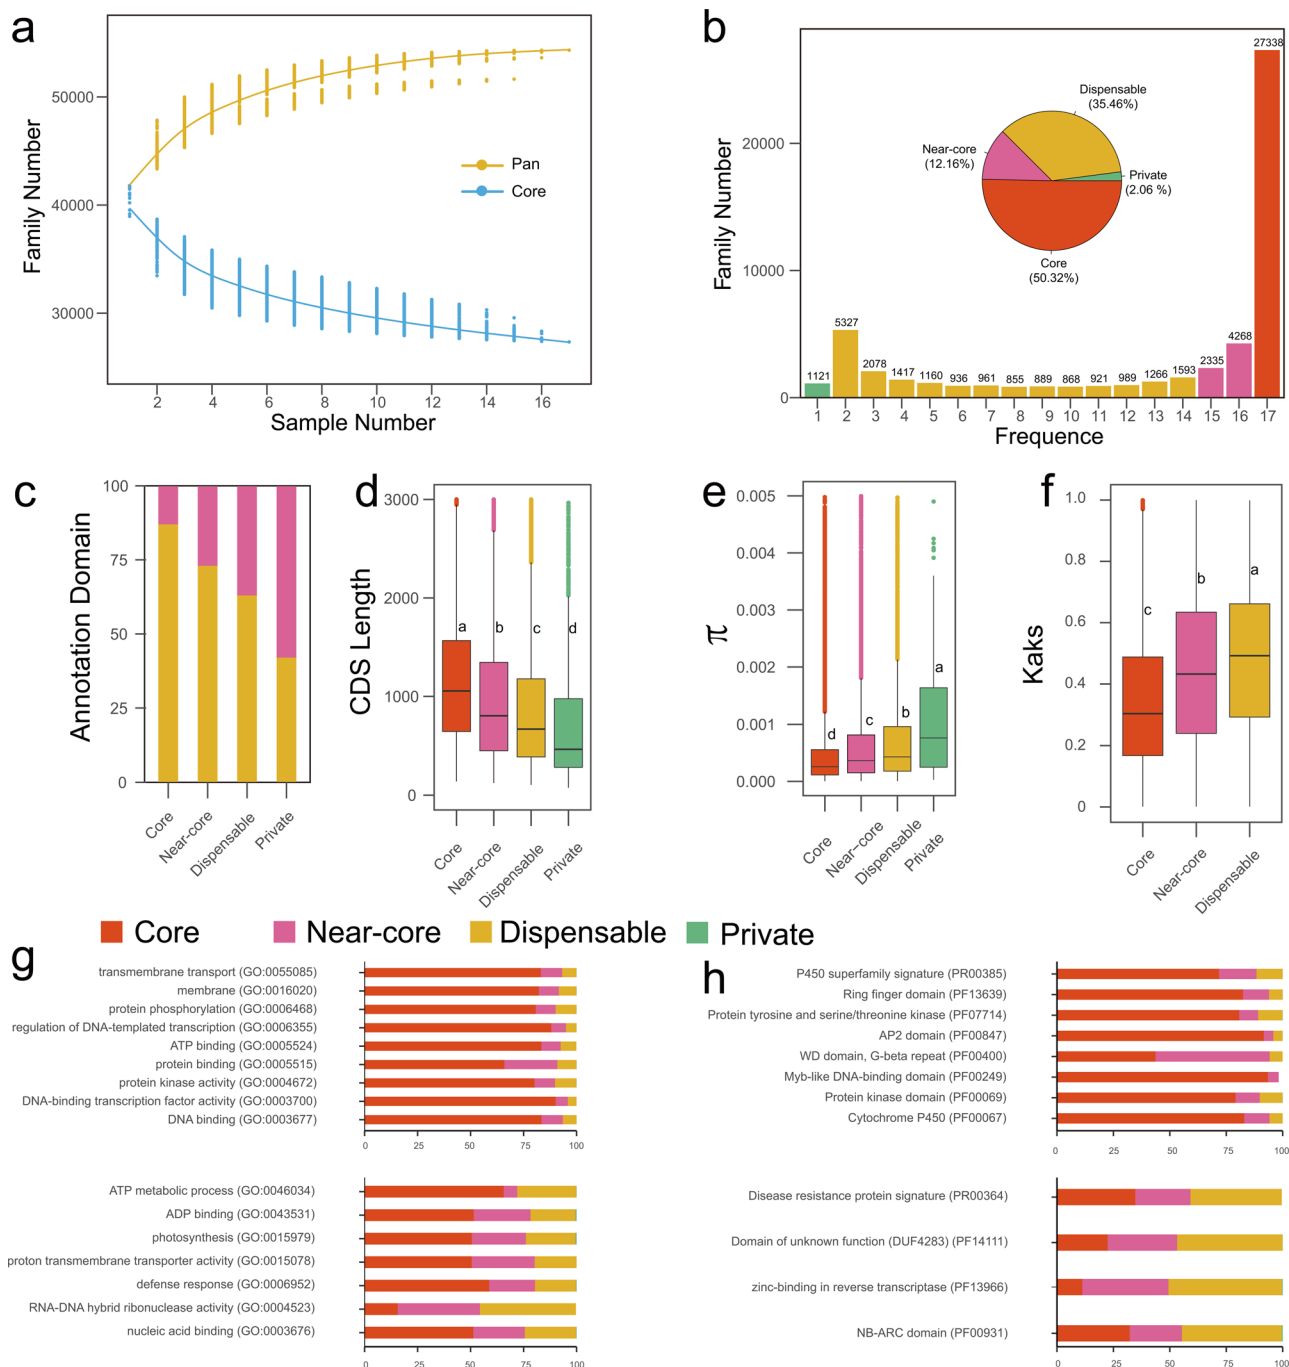 a
Family Number
50000
40000
30000
Pan
Core
2 4 6 8 10 12 14 16
Sample Number
b
Family Number
20000
10000
0
Dispensable
(35.46%)
Near-core
(12.16%)
Private
(2.06 %)
Core
(50.32%)
1121 5327 2078 1417 1160 936 961 855 889 868 921 989 1266 1593 2335 4268 27338
1 2 3 4 5 6 7 8 9 10 11 12 13 14 15 16 17
Frequence
c
Annotation Domain
100
75
50
25
0
Core Near-core Dispensable Private
d
CDS Length
3000
2000
1000
0
a b c d
Core Near-core Dispensable Private
e
π
0.005
0.004
0.003
0.002
0.001
0.000
d c b a
Core Near-core Dispensable Private
f
Kaks
1.0
0.8
0.6
0.4
0.2
0
c b a
Core Near-core Dispensable
Core Near-core Dispensable Private
g
transmembrane transport (GO:0055085)
membrane (GO:0016020)
protein phosphorylation (GO:0006468)
regulation of DNA-templated transcription (GO:0006355)
ATP binding (GO:0005524)
protein binding (GO:0005515)
protein kinase activity (GO:0004672)
DNA-binding transcription factor activity (GO:0003700)
DNA binding (GO:0003677)
0 25 50 75 100
ATP metabolic process (GO:0046034)
ADP binding (GO:0043531)
photosynthesis (GO:0015979)
proton transmembrane transporter activity (GO:0015078)
defense response (GO:0006952)
RNA-DNA hybrid ribonuclease activity (GO:0004523)
nucleic acid binding (GO:0003676)
0 25 50 75 100
h
P450 superfamily signature (PR00385)
Ring finger domain (PF13639)
Protein tyrosine and serine/threonine kinase (PF07714)
AP2 domain (PF00847)
WD domain, G-beta repeat (PF00400)
Myb-like DNA-binding domain (PF00249)
Protein kinase domain (PF00069)
Cytochrome P450 (PF00067)
0 25 50 75 100
Disease resistance protein signature (PR00364)
Domain of unknown function (DUF4283) (PF14111)
zinc-binding in reverse transcriptase (PF13966)
NB-ARC domain (PF00931)
0 25 50 75 100